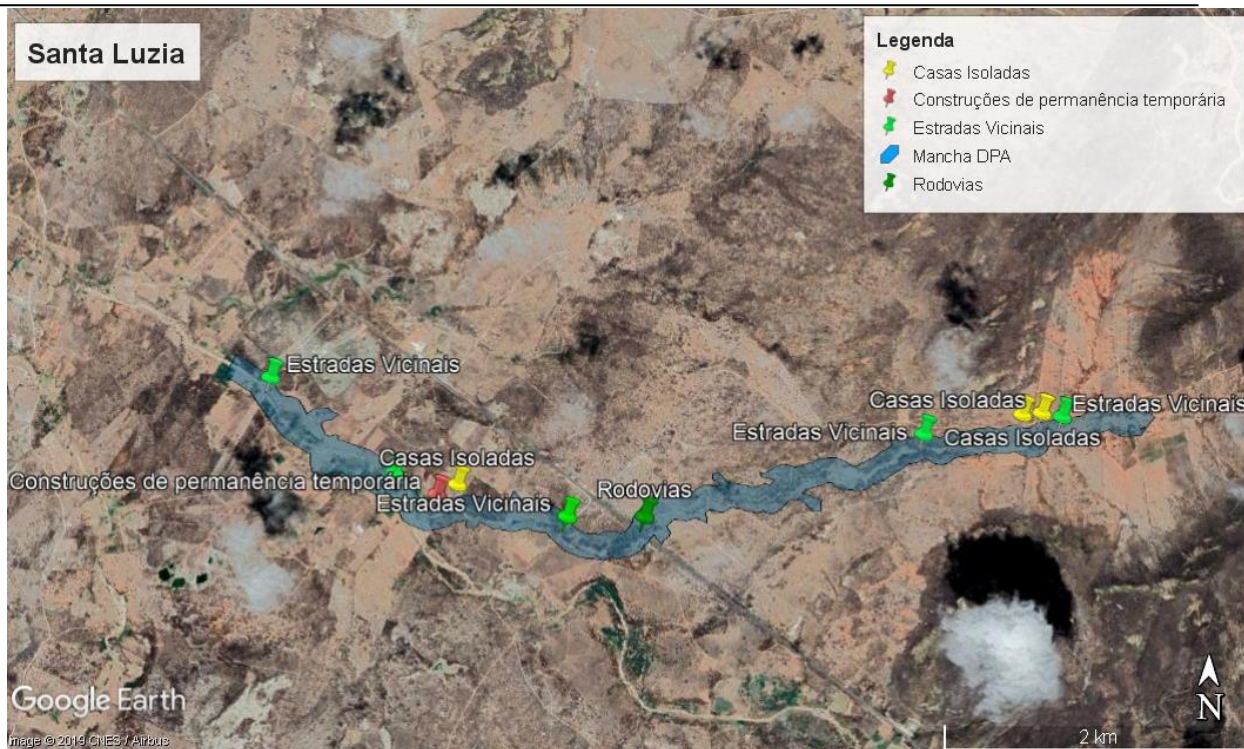 Santa Luzia
Legenda
Casas Isoladas
Construções de permanência temporária
Estradas Vicinais
Mancha DPA
Rodovias
Estradas Vicinais
Casas Isoladas
Estradas Vicinais
Estradas Vicinais
Casas Isoladas
Casas Isoladas
Construções de permanência temporária
Estradas Vicinais
Rodovias
Google Earth
Image © 2019 CNES / Airbus
2 km
N